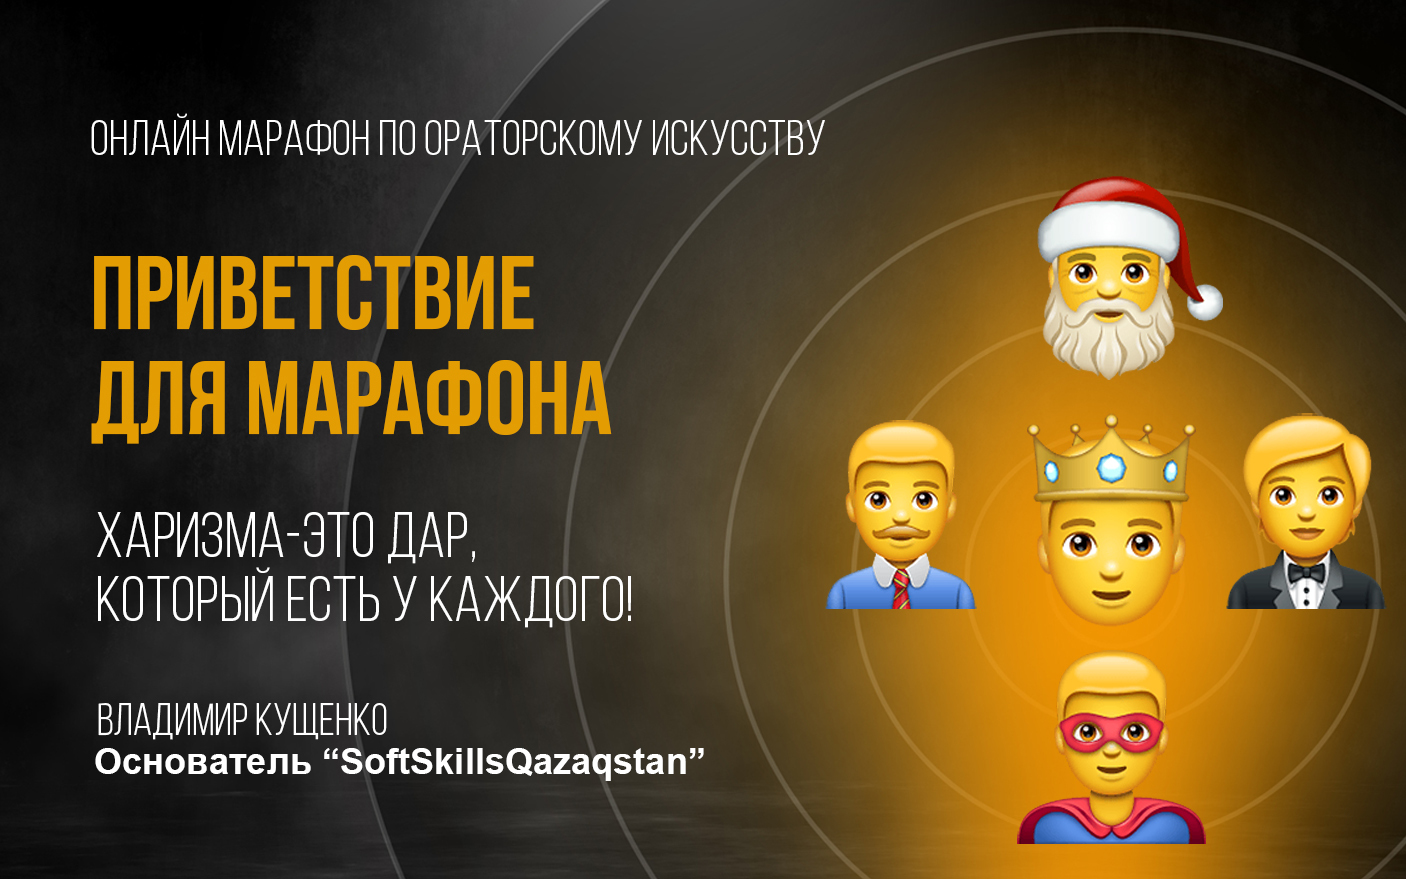 ОНЛАЙН МАРАФОН ПО ОРАТОРСКОМУ ИСКУССТВУ
ПРИВЕТСТВИЕ
ДЛЯ МАРАФОНА
ХАРИЗМА-ЭТО ДАР,
КОТОРЫЙ ЕСТЬ У КАЖДОГО!
ВЛАДИМИР КУЩЕНКО
Основатель “SoftSkillsQazaqstan”